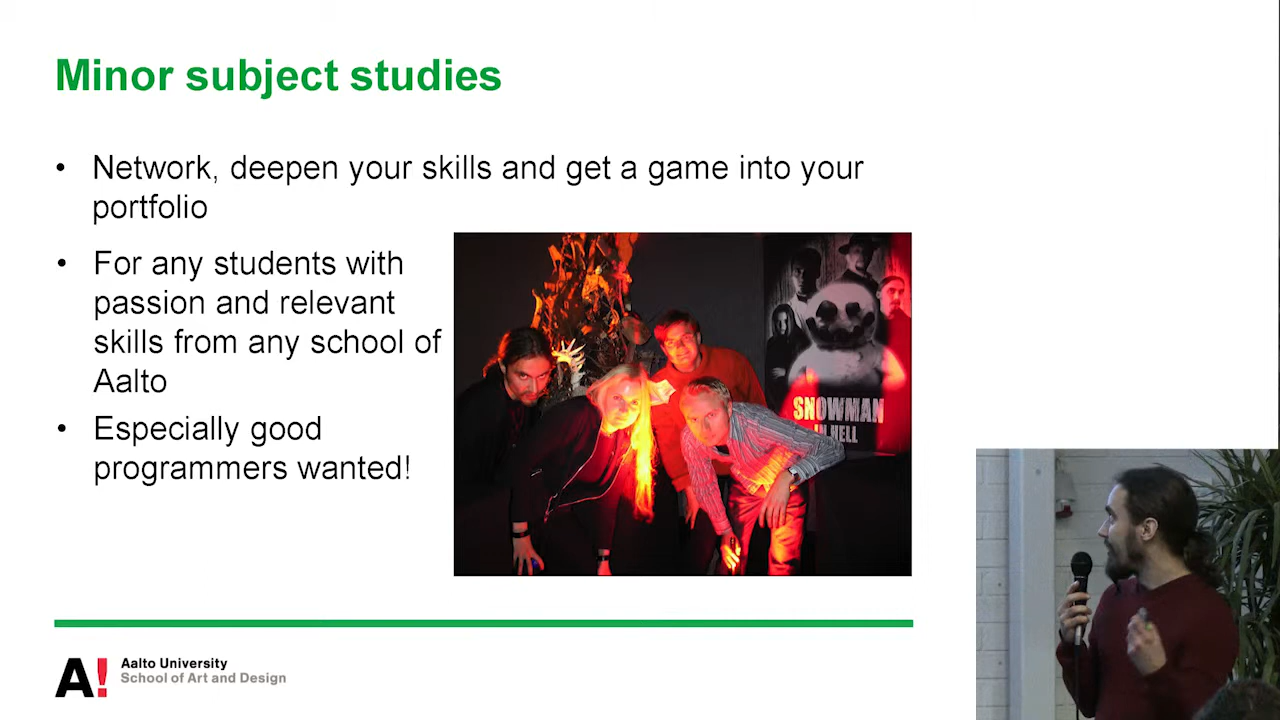 Minor subject studies
• Network, deepen your skills and get a game into your
portfolio
• For any students with
passion and relevant
skills from any school of
Aalto
• Especially good
programmers wanted!
SNOWMAN
IN HELL
A!
Aalto University
School of Art and Design